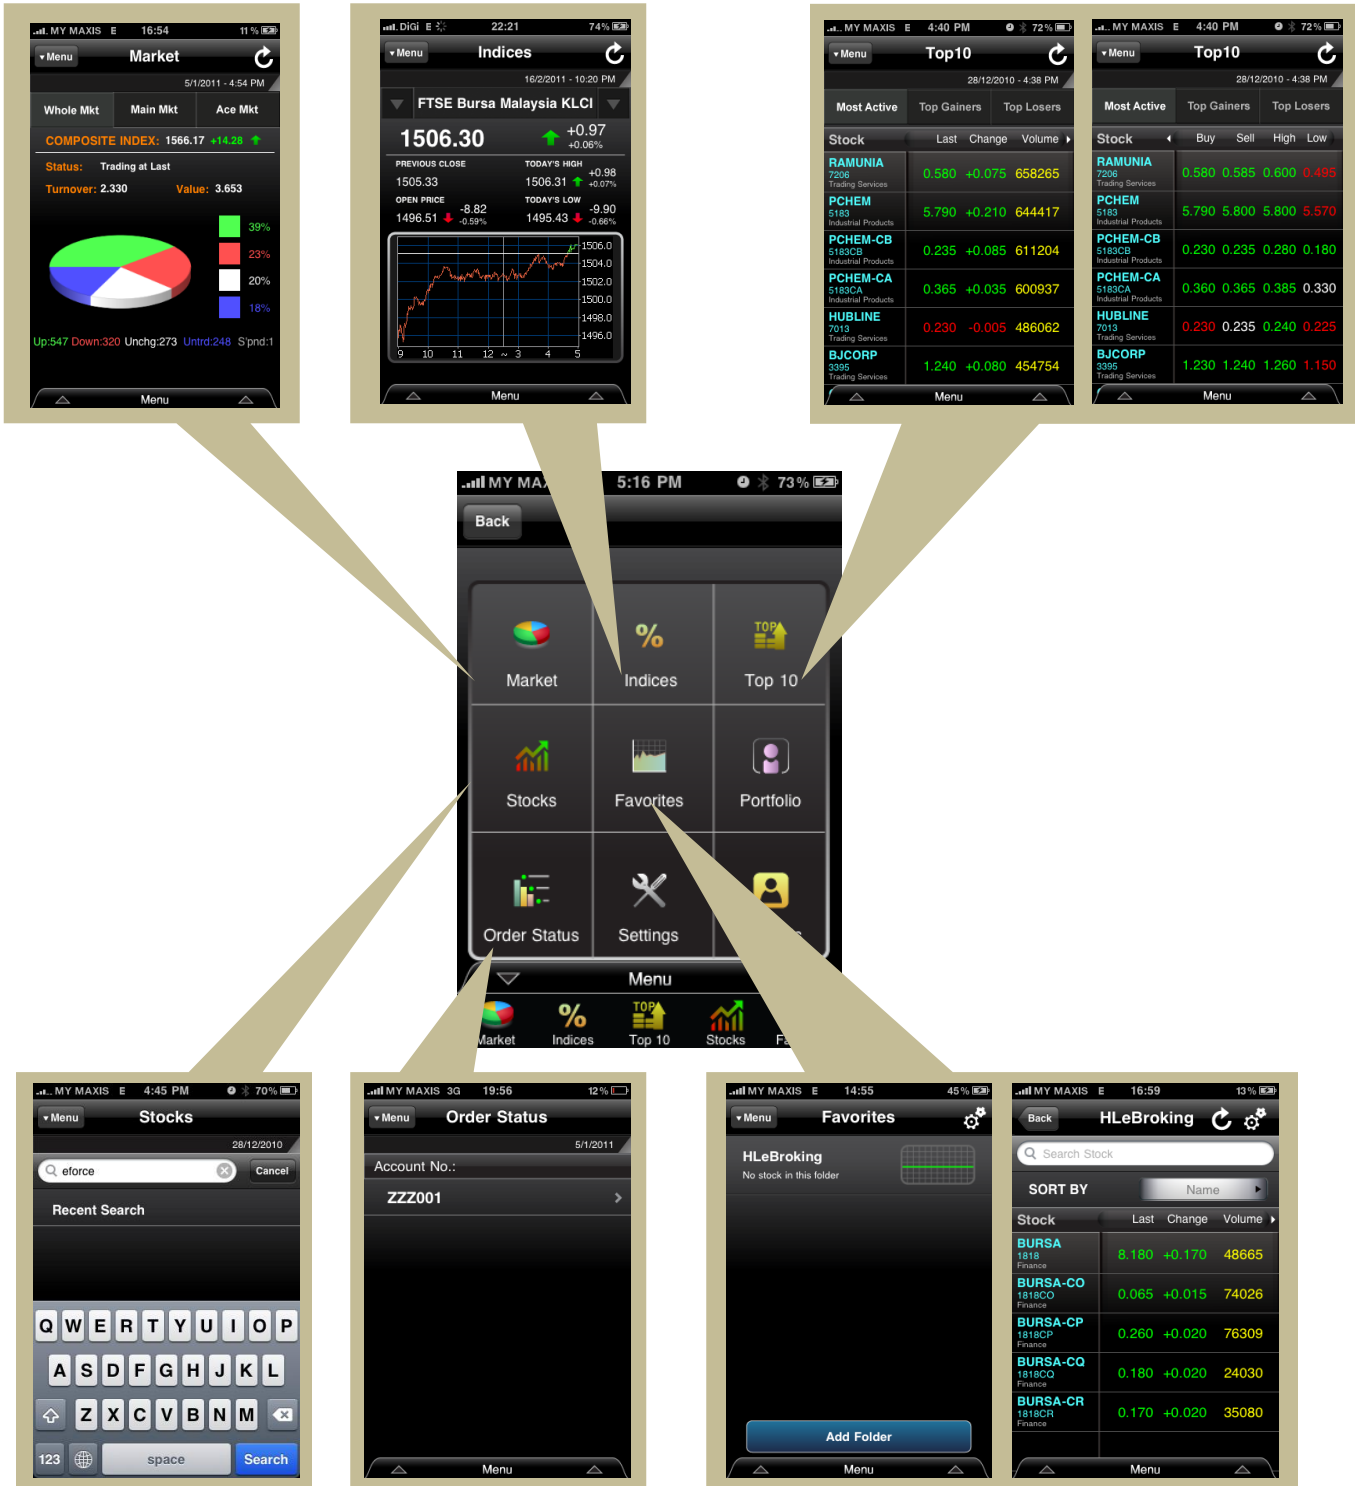 MY MAXIS E 16:54 11%
Menu Market
5/1/2011 - 4:54 PM
Whole Mkt Main Mkt Ace Mkt
COMPOSITE INDEX: 1566.17 +14.28
Status: Trading at Last
Turnover: 2.330 Value: 3.653
39%
23%
20%
18%
Up:547 Down:320 Unchg:273 Untrd:248 S'pnd:1
Menu
DiGi E 22:21 74%
Menu Indices
16/2/2011 - 10:20 PM
FTSE Bursa Malaysia KLCI
1506.30 +0.97
+0.06%
PREVIOUS CLOSE TODAY'S HIGH
1505.33 1506.31 +0.98
+0.07%
OPEN PRICE TODAY'S LOW
1496.51 -8.82 1495.43 -9.90
-0.59% -0.66%
1506.0
1504.0
1502.0
1500.0
1498.0
1496.0
9 10 11 12 ~ 3 4 5
Menu
MY MAXIS E 4:40 PM 72%
Menu Top10
28/12/2010 - 4:38 PM
Most Active Top Gainers Top Losers
Stock Last Change Volume
RAMUNIA
7206 0.580 +0.075 658265
Trading Services
PCHEM
5183 5.790 +0.210 644417
Industrial Products
PCHEM-CB
5183CB 0.235 +0.085 611204
Industrial Products
PCHEM-CA
5183CA 0.365 +0.035 600937
Industrial Products
HUBLINE
7013 0.230 -0.005 486062
Trading Services
BJCORP
3395 1.240 +0.080 454754
Trading Services
Menu
MY MAXIS E 4:40 PM 72%
Menu Top10
28/12/2010 - 4:38 PM
Most Active Top Gainers Top Losers
Stock Buy Sell High Low
RAMUNIA
7206 0.580 0.585 0.600 0.495
Trading Services
PCHEM
5183 5.790 5.800 5.800 5.570
Industrial Products
PCHEM-CB
5183CB 0.230 0.235 0.280 0.180
Industrial Products
PCHEM-CA
5183CA 0.360 0.365 0.385 0.330
Industrial Products
HUBLINE
7013 0.230 0.235 0.240 0.225
Trading Services
BJCORP
3395 1.230 1.240 1.260 1.150
Trading Services
Menu
MY MA 5:16 PM 73%
Back
Market Indices TOP Top 10
Stocks Favorites Portfolio
Order Status Settings
Menu
Market Indices TOP Top 10 Stocks
MY MAXIS E 4:45 PM 70%
Menu Stocks
28/12/2010
eforce Cancel
Recent Search
Q W E R T Y U I O P
A S D F G H J K L
Z X C V B N M
123 space Search
MY MAXIS 3G 19:56 12%
Menu Order Status
5/1/2011
Account No.:
ZZZ001
Menu
MY MAXIS E 14:55 45%
Menu Favorites
HLeBroking
No stock in this folder
Add Folder
Menu
MY MAXIS E 16:59 13%
Back HLeBroking
Search Stock
SORT BY Name
Stock Last Change Volume
BURSA
1818 8.180 +0.170 48665
Finance
BURSA-CO
1818CO 0.065 +0.015 74026
Finance
BURSA-CP
1818CP 0.260 +0.020 76309
Finance
BURSA-CQ
1818CQ 0.180 +0.020 24030
Finance
BURSA-CR
1818CR 0.170 +0.020 35080
Finance
Menu